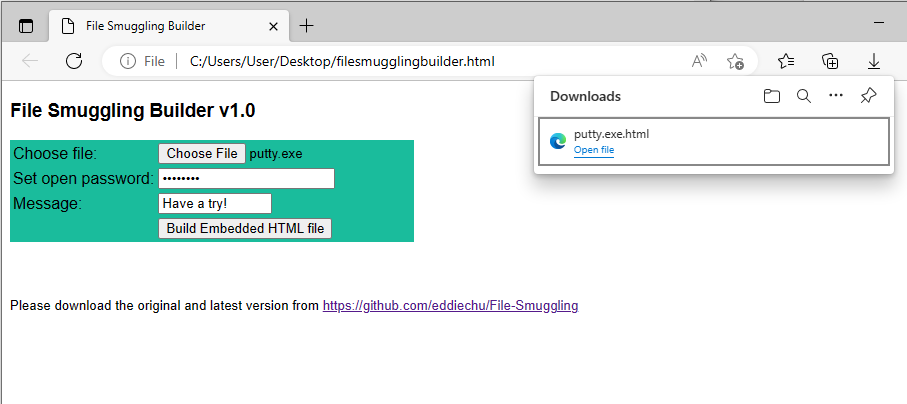 File Smuggling Builder
File C:/Users/User/Desktop/filesmugglingbuilder.html
Downloads
putty.exe.html
Open file
File Smuggling Builder v1.0
Choose file: Choose File putty.exe
Set open password: ••••••••
Message: Have a try!
Build Embedded HTML file
Please download the original and latest version from https://github.com/eddiechu/File-Smuggling